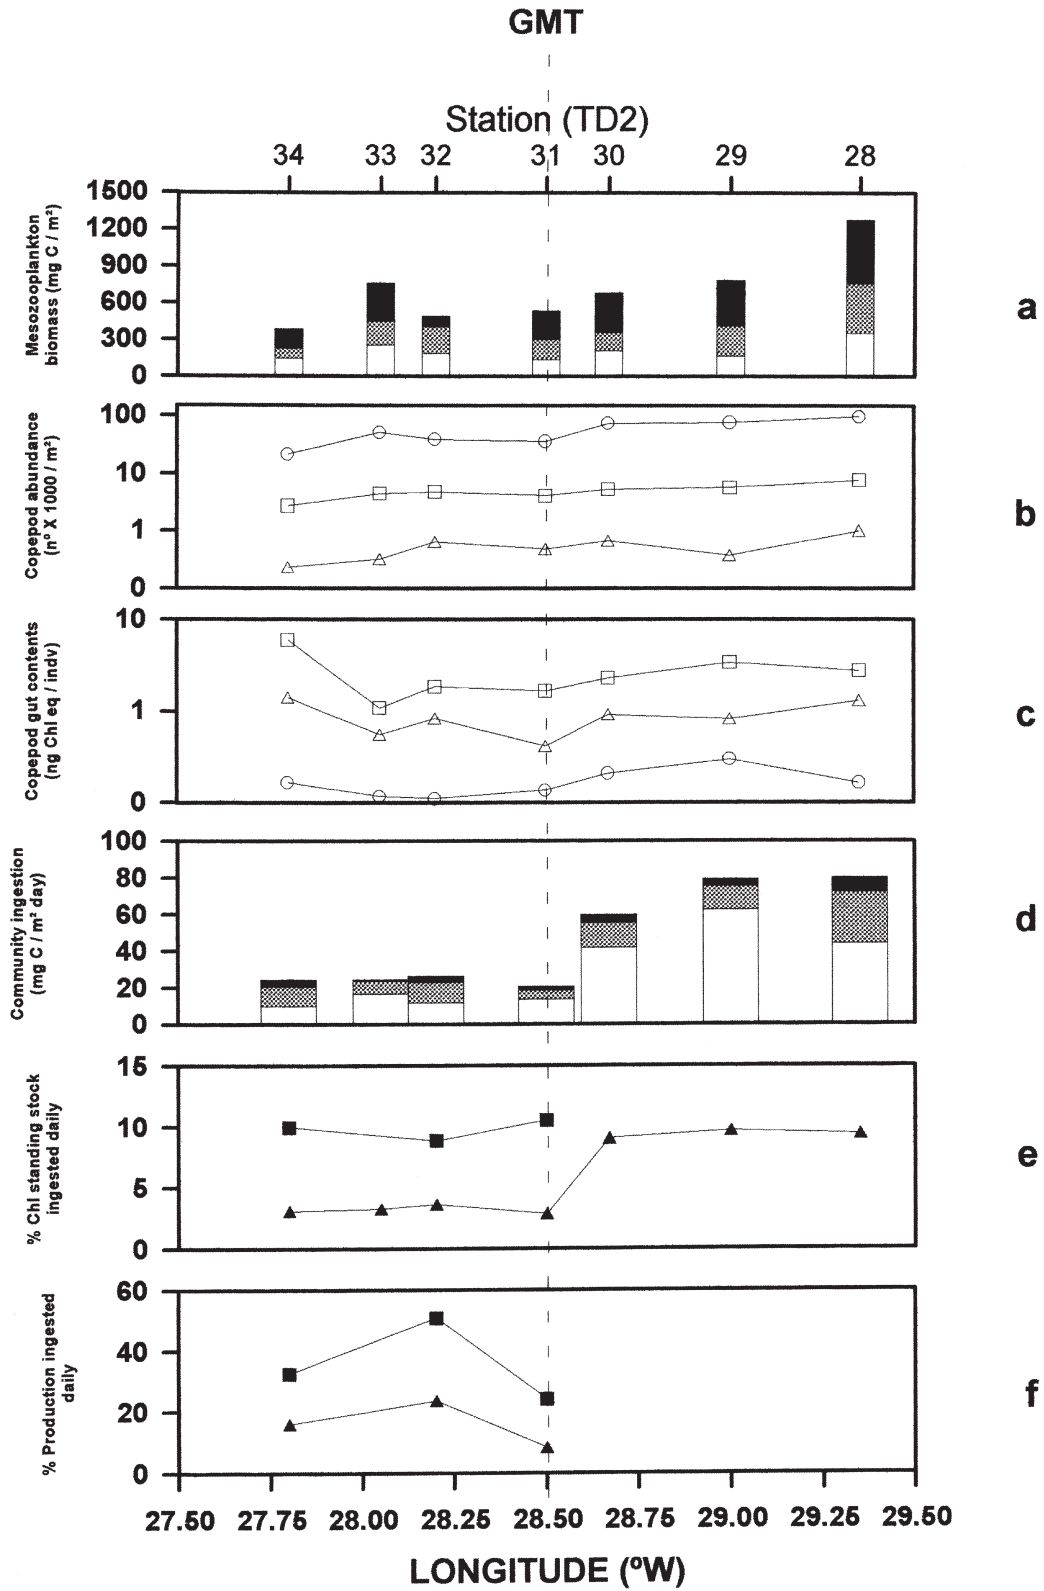 GMT
Station (TD2)
34 33 32 31 30 29 28
Mesozooplankton
biomass (mg C / m²)
1500
1200
900
600
300
0
a
Copepod abundance
(nº X 1000 / m²)
100
10
1
0
b
Copepod gut contents
(ng Chl eq / indv)
10
1
0
c
Community ingestion
(mg C / m² day)
100
80
60
40
20
0
d
% Chl standing stock
ingested daily
15
10
5
0
e
% Production ingested
daily
60
40
20
0
f
27.50 27.75 28.00 28.25 28.50 28.75 29.00 29.25 29.50
LONGITUDE (ºW)